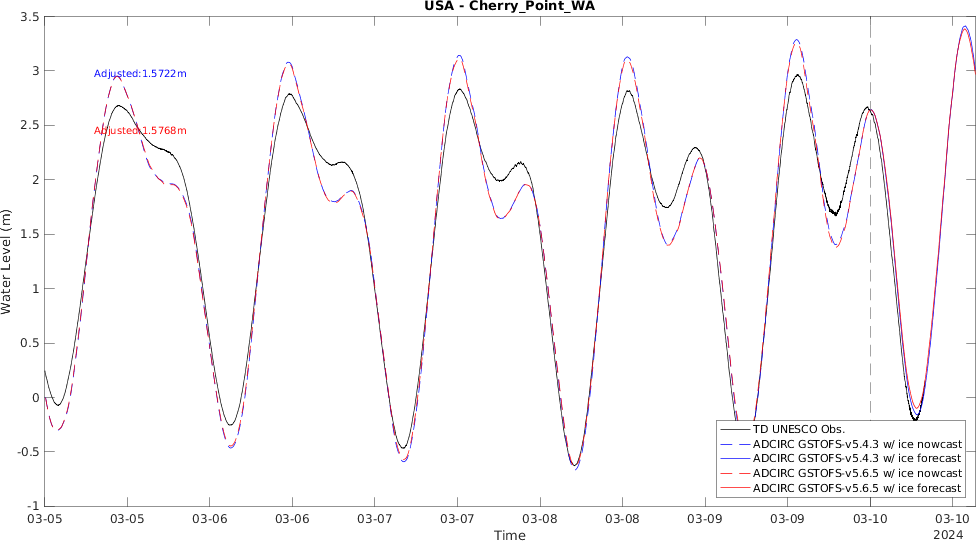 USA - Cherry_Point_WA
3.5
3
2.5
2
1.5
1
0.5
0
-0.5
-1
Water Level (m)
Adjusted:1.5722m
Adjusted:1.5768m
TD UNESCO Obs.
ADCIRC GSTOFS-v5.4.3 w/ ice nowcast
ADCIRC GSTOFS-v5.4.3 w/ ice forecast
ADCIRC GSTOFS-v5.6.5 w/ ice nowcast
ADCIRC GSTOFS-v5.6.5 w/ ice forecast
03-05 03-05 03-06 03-06 03-07 03-07 03-08 03-08 03-09 03-09 03-10 03-10
2024
Time